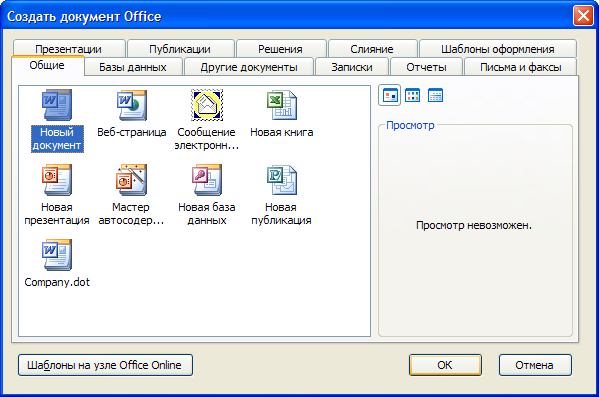 Создать документ Office
Презентации
Публикации
Решения
Слияние
Шаблоны оформления
Общие
Базы данных
Другие документы
Записки
Отчеты
Письма и факсы
Новый
документ
Веб-страница
Сообщение
электронн...
Новая книга
Просмотр
Новая
презентация
Мастер
автосодер...
Новая база
данных
Новая
публикация
Просмотр невозможен.
Company.dot
Шаблоны на узле Office Online
ОК
Отмена